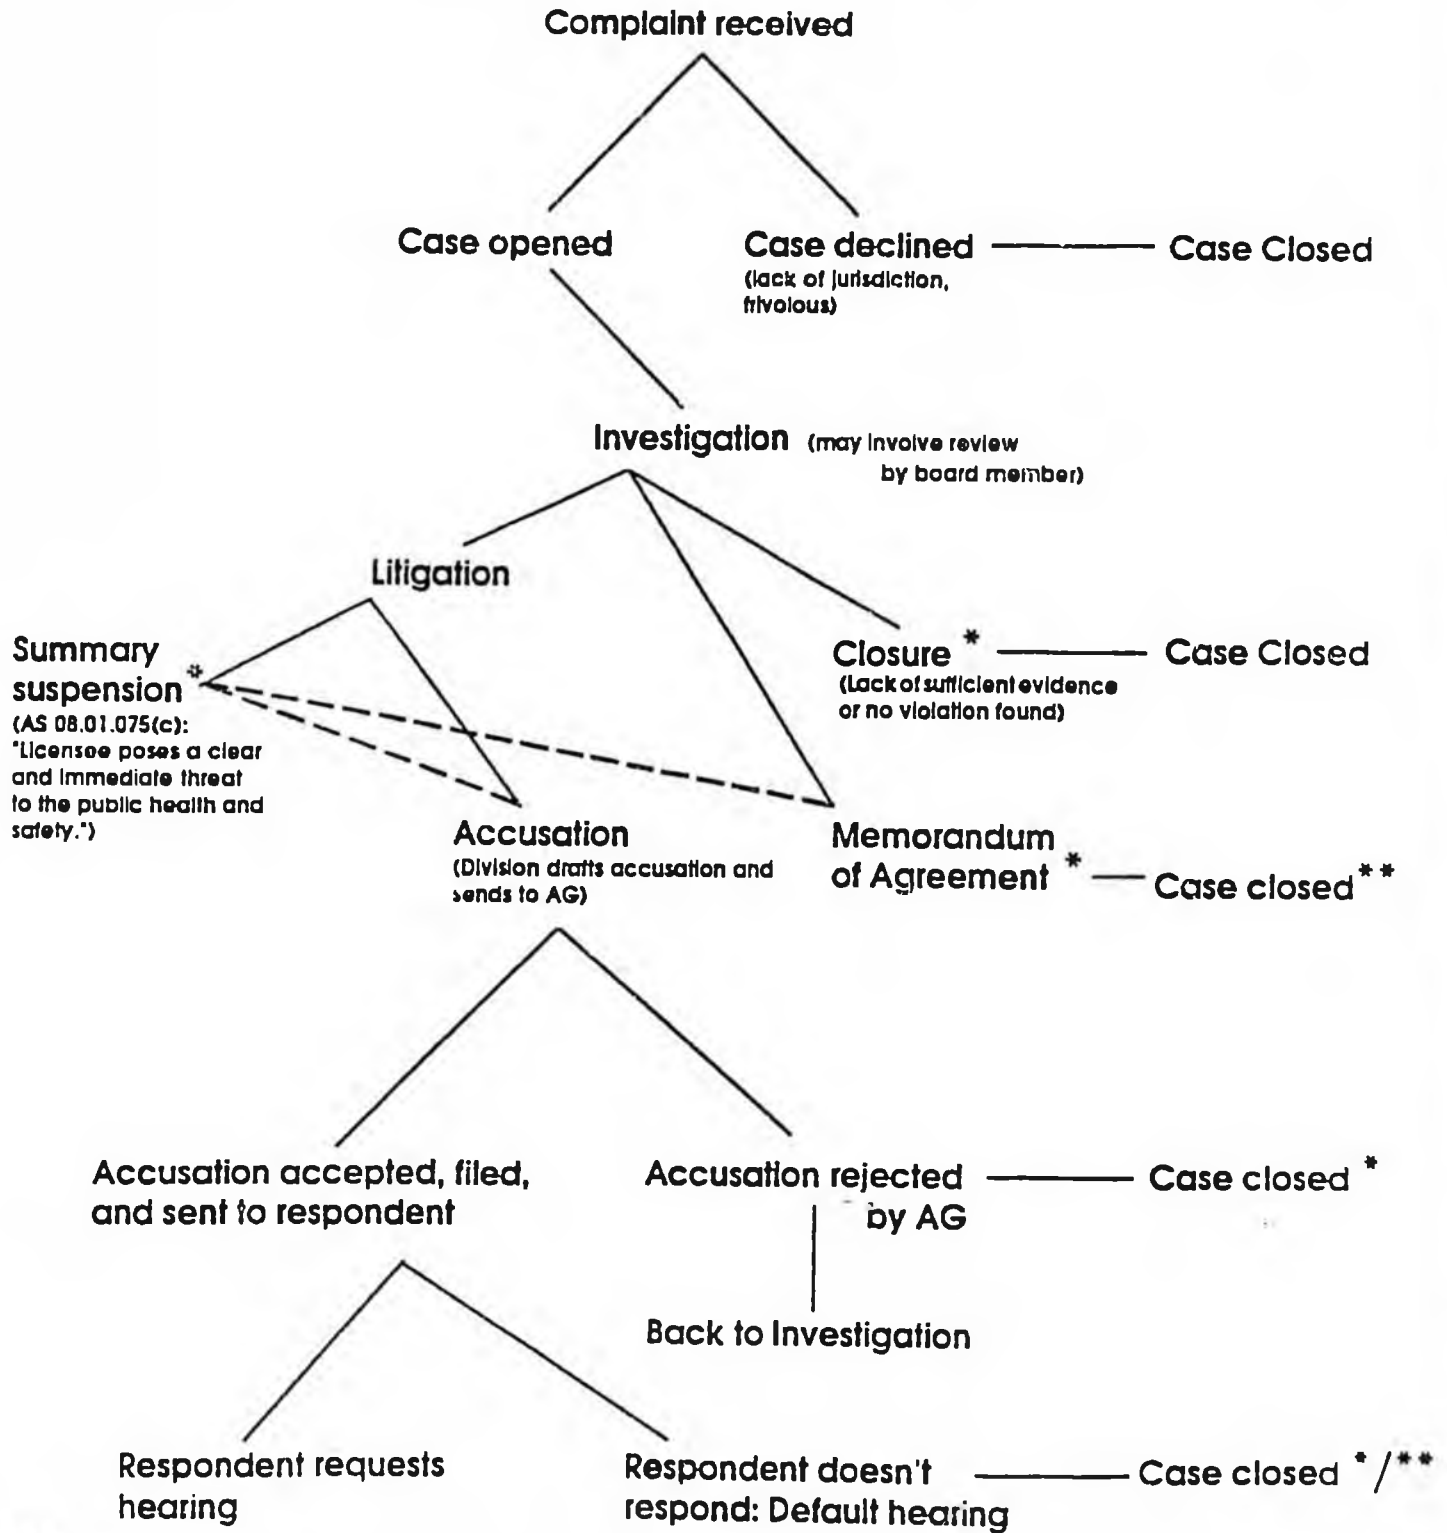 Complaint received
Case opened
Case declined
(lack of jurisdiction,
frivolous)
Case Closed
Investigation (may involve review
by board member)
Litigation
Summary
suspension *
(AS 08.01.075(c):
"Licensee poses a clear
and immediate threat
to the public health and
safety.")
Closure *
(Lack of sufficient evidence
or no violation found)
Case Closed
Accusation
(Division drafts accusation and
sends to AG)
Memorandum
of Agreement *
Case closed **
Accusation accepted, filed,
and sent to respondent
Accusation rejected
by AG
Case closed *
Back to Investigation
Respondent requests
hearing
Respondent doesn't
respond: Default hearing
Case closed */**